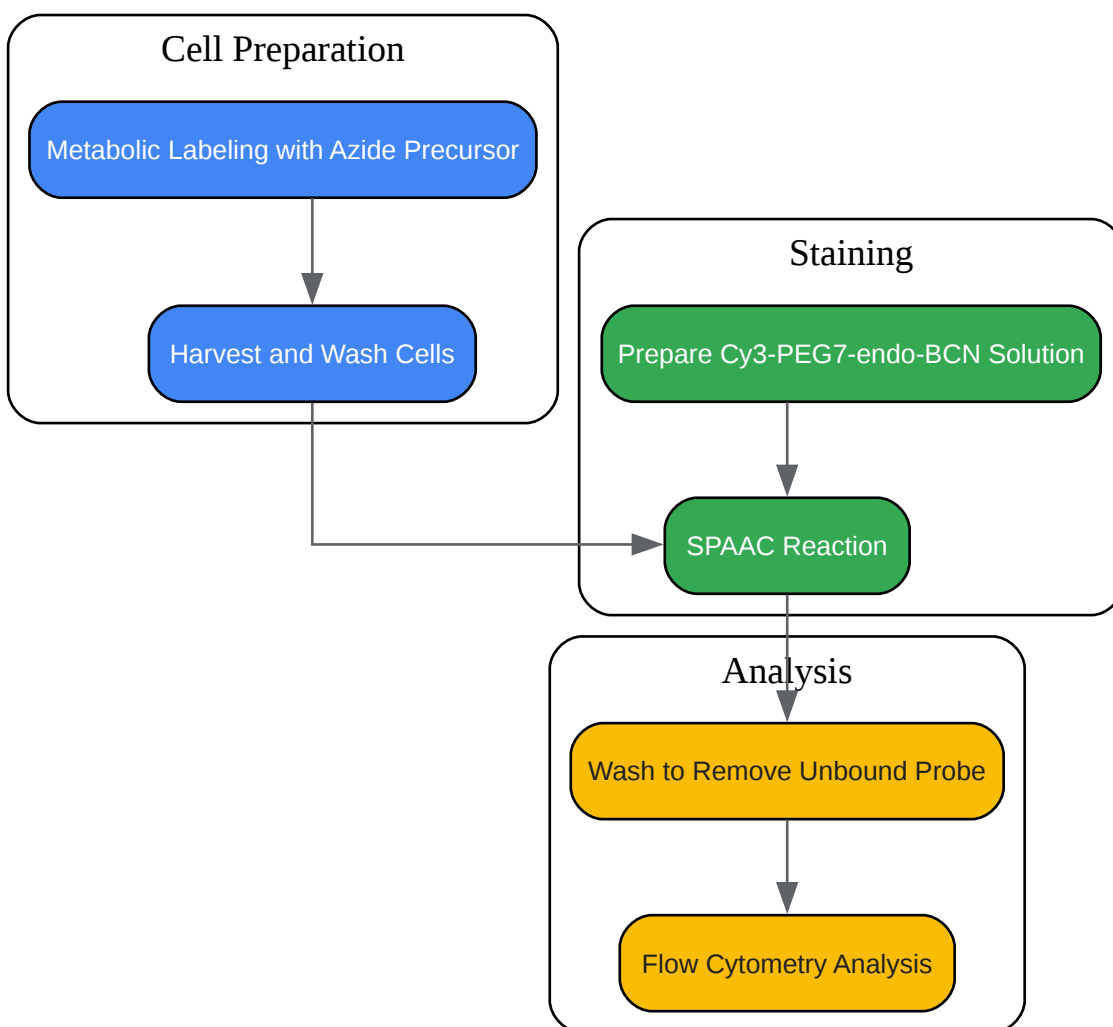 Cell Preparation
Metabolic Labeling with Azide Precursor
Harvest and Wash Cells
Staining
Prepare Cy3-PEG7-endo-BCN Solution
SPAAC Reaction
Analysis
Wash to Remove Unbound Probe
Flow Cytometry Analysis